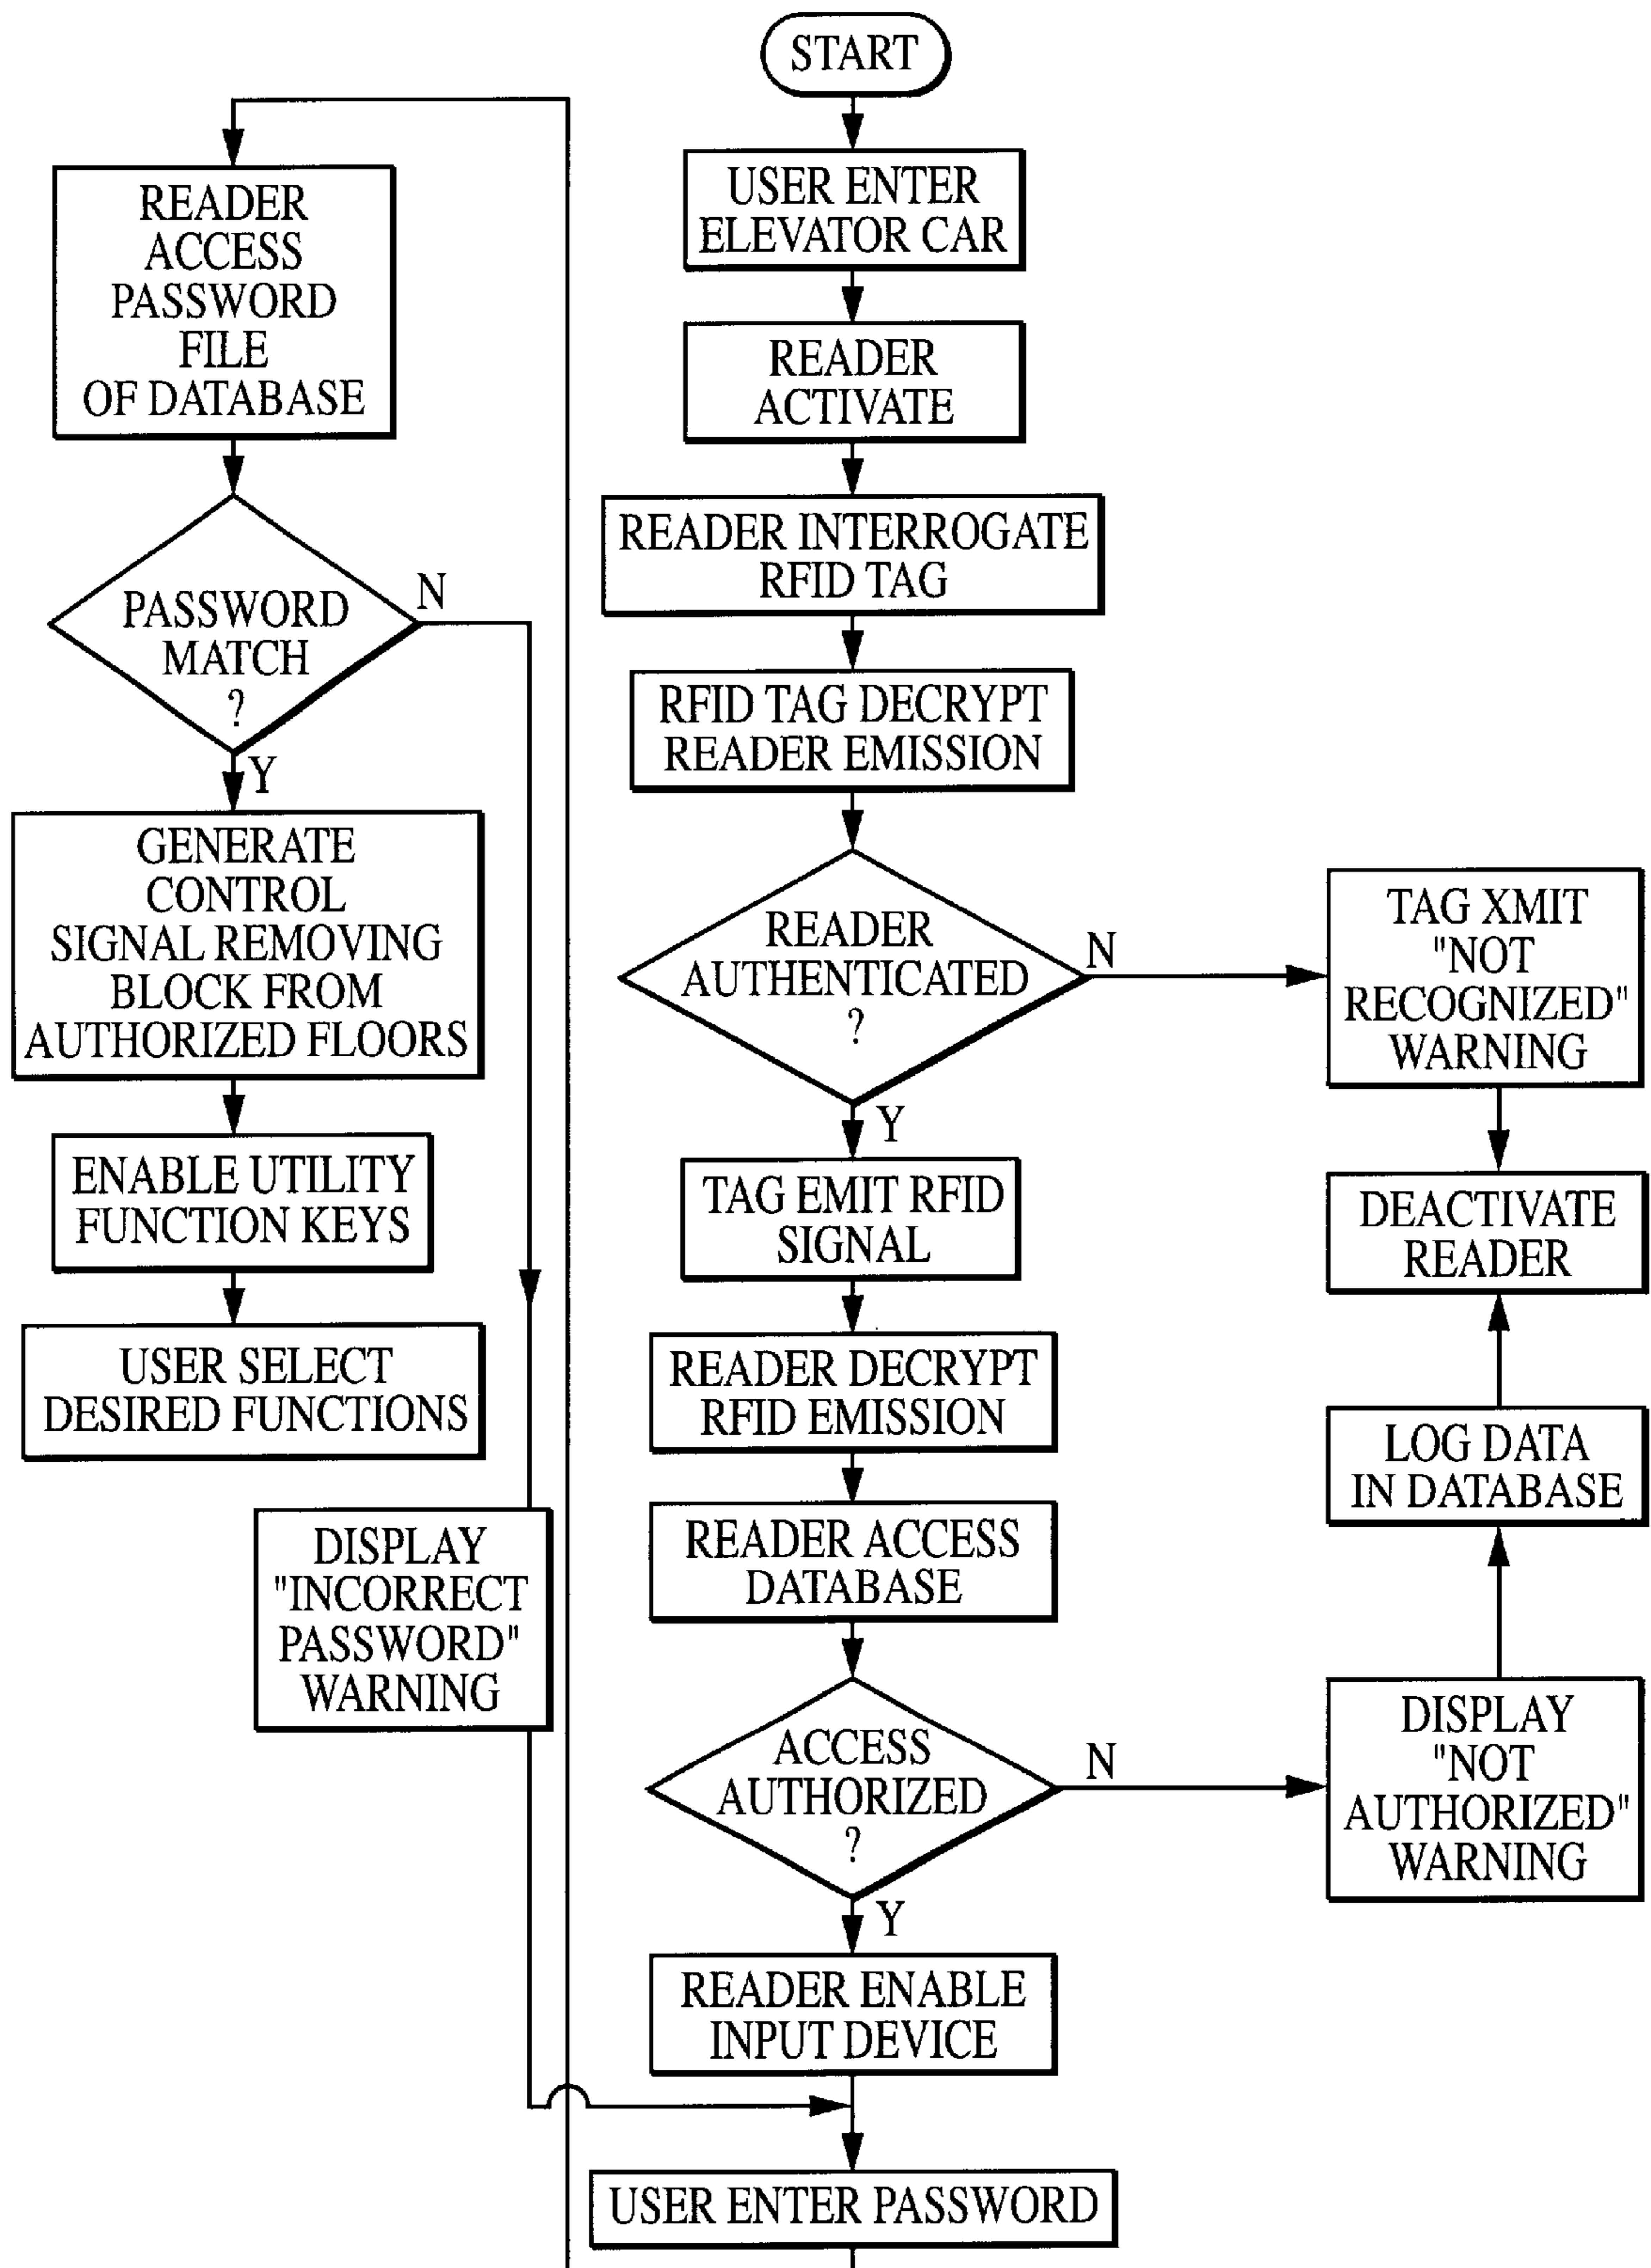 START
USER ENTER
ELEVATOR CAR
READER
ACTIVATE
READER INTERROGATE
RFID TAG
RFID TAG DECRYPT
READER EMISSION
READER
AUTHENTICATED
?
N
TAG XMIT
"NOT
RECOGNIZED"
WARNING
DEACTIVATE
READER
Y
TAG EMIT RFID
SIGNAL
READER DECRYPT
RFID EMISSION
READER ACCESS
DATABASE
ACCESS
AUTHORIZED
?
N
DISPLAY
"NOT
AUTHORIZED"
WARNING
LOG DATA
IN DATABASE
Y
READER ENABLE
INPUT DEVICE
USER ENTER PASSWORD
READER
ACCESS
PASSWORD
FILE
OF DATABASE
PASSWORD
MATCH
?
N
Y
GENERATE
CONTROL
SIGNAL REMOVING
BLOCK FROM
AUTHORIZED FLOORS
ENABLE UTILITY
FUNCTION KEYS
USER SELECT
DESIRED FUNCTIONS
DISPLAY
"INCORRECT
PASSWORD"
WARNING